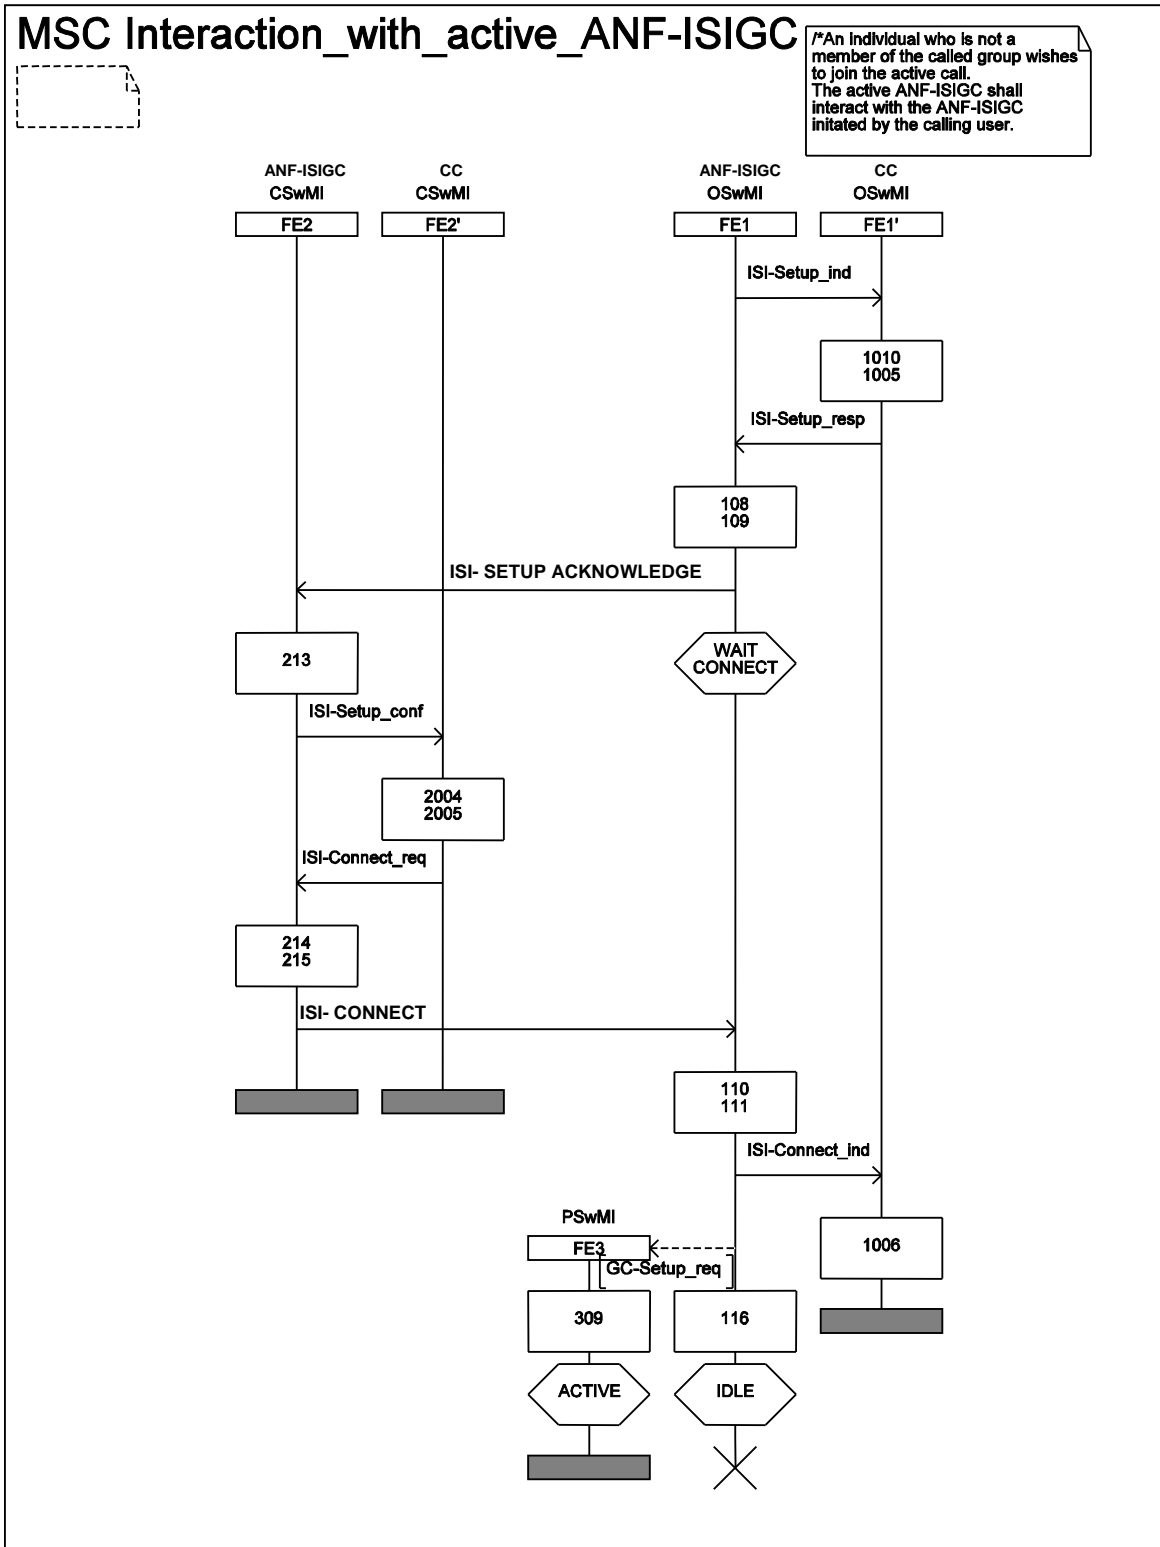 MSC Interaction_with_active_ANF-ISIGC
/*An individual who is not a
member of the called group wishes
to join the active call.
The active ANF-ISIGC shall
interact with the ANF-ISIGC
initated by the calling user.
ANF-ISIGC
CSwMI
FE2
CC
CSwMI
FE2'
ANF-ISIGC
OSwMI
FE1
CC
OSwMI
FE1'
ISI-Setup_ind
1010
1005
ISI-Setup_resp
108
109
ISI- SETUP ACKNOWLEDGE
213
WAIT
CONNECT
ISI-Setup_conf
2004
2005
ISI-Connect_req
214
215
ISI- CONNECT
110
111
ISI-Connect_ind
PSwMI
FE3
1006
GC-Setup_req
309
116
ACTIVE
IDLE